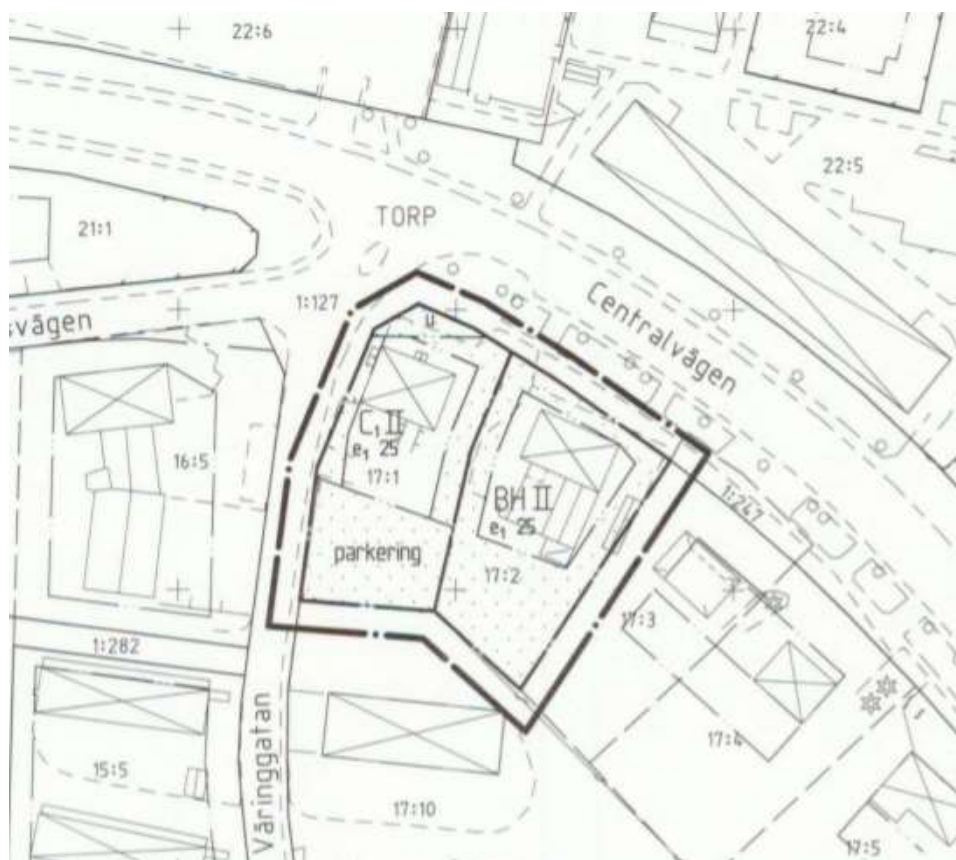 22:6
22:4
22:5
TORP
21:1
1:127
svägen
Centralvägen
u
C₁ II
e₁ 25
17:1
16:5
BH II
e₁ 25
1:247
parkering
17:2
17:3
1:282
17:4
15:5
17:10
Väringgatan
17:5